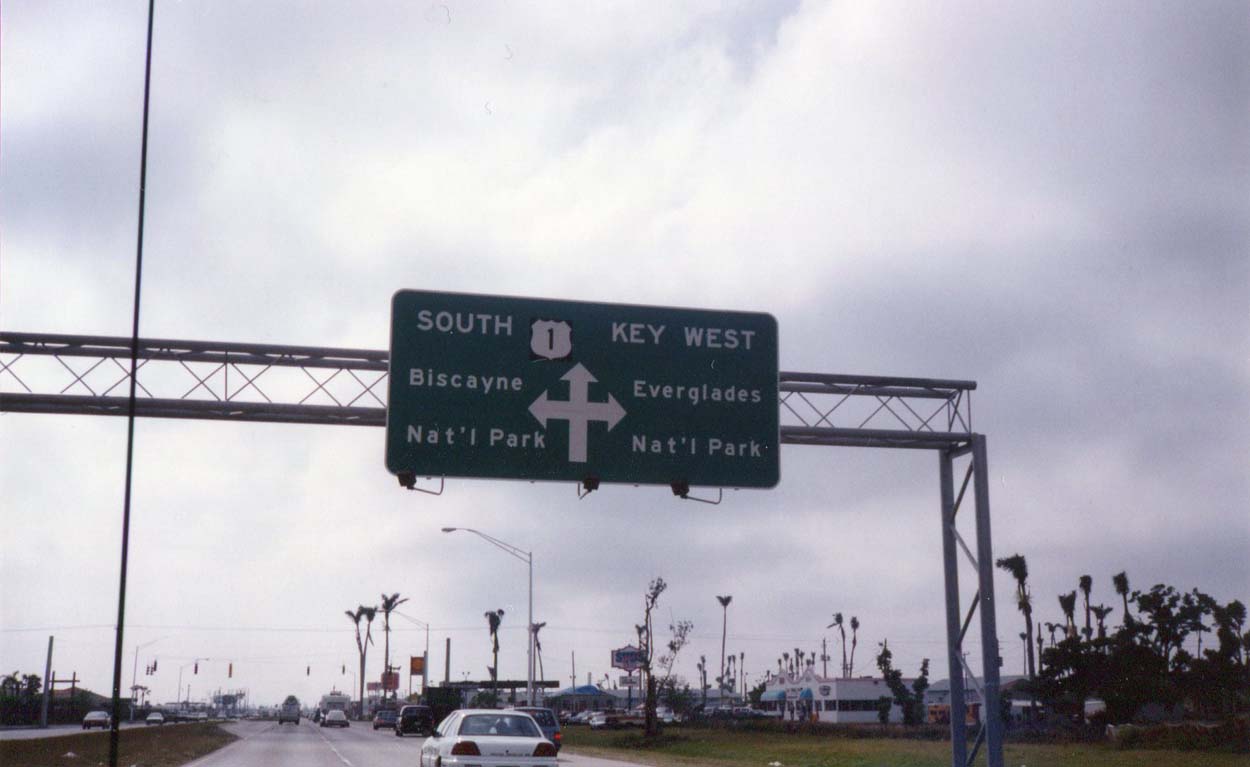 SOUTH 1 KEY WEST
Biscayne Everglades
Nat'l Park Nat'l Park